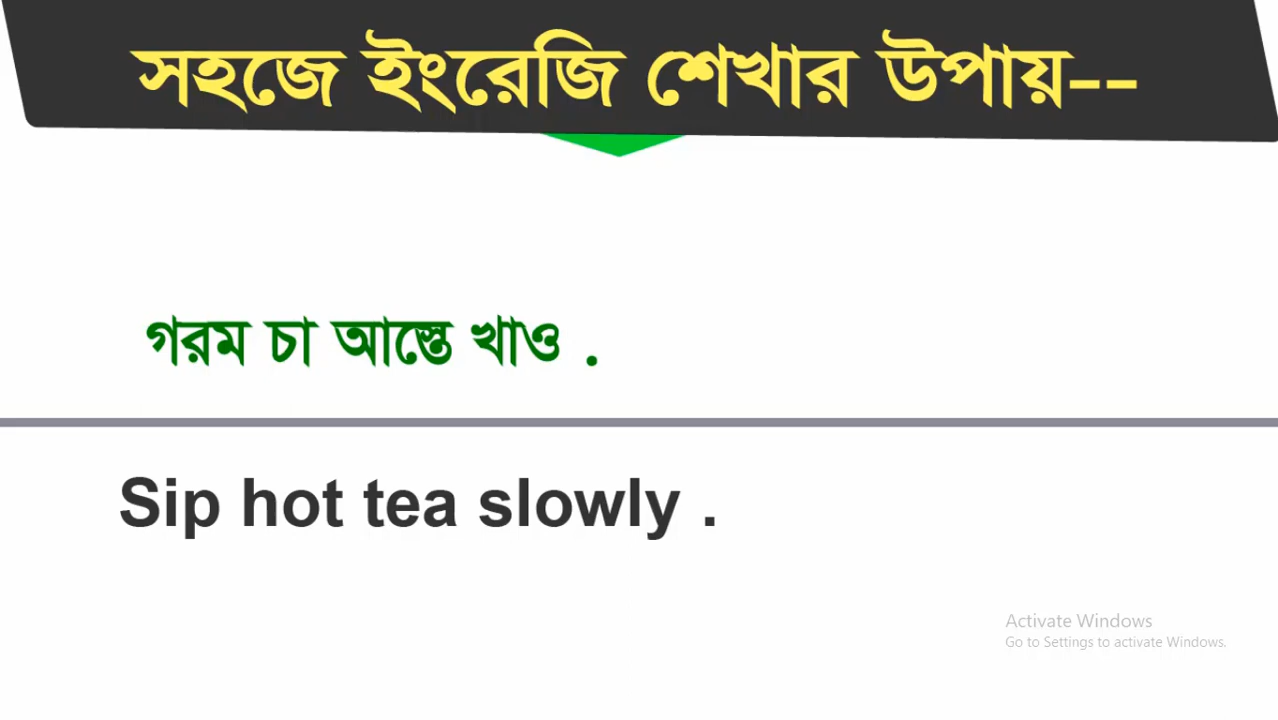 সহজে ইংরেজি শেখার উপায়--
গরম চা আস্তে খাও .
Sip hot tea slowly .
Activate Windows
Go to Settings to activate Windows.